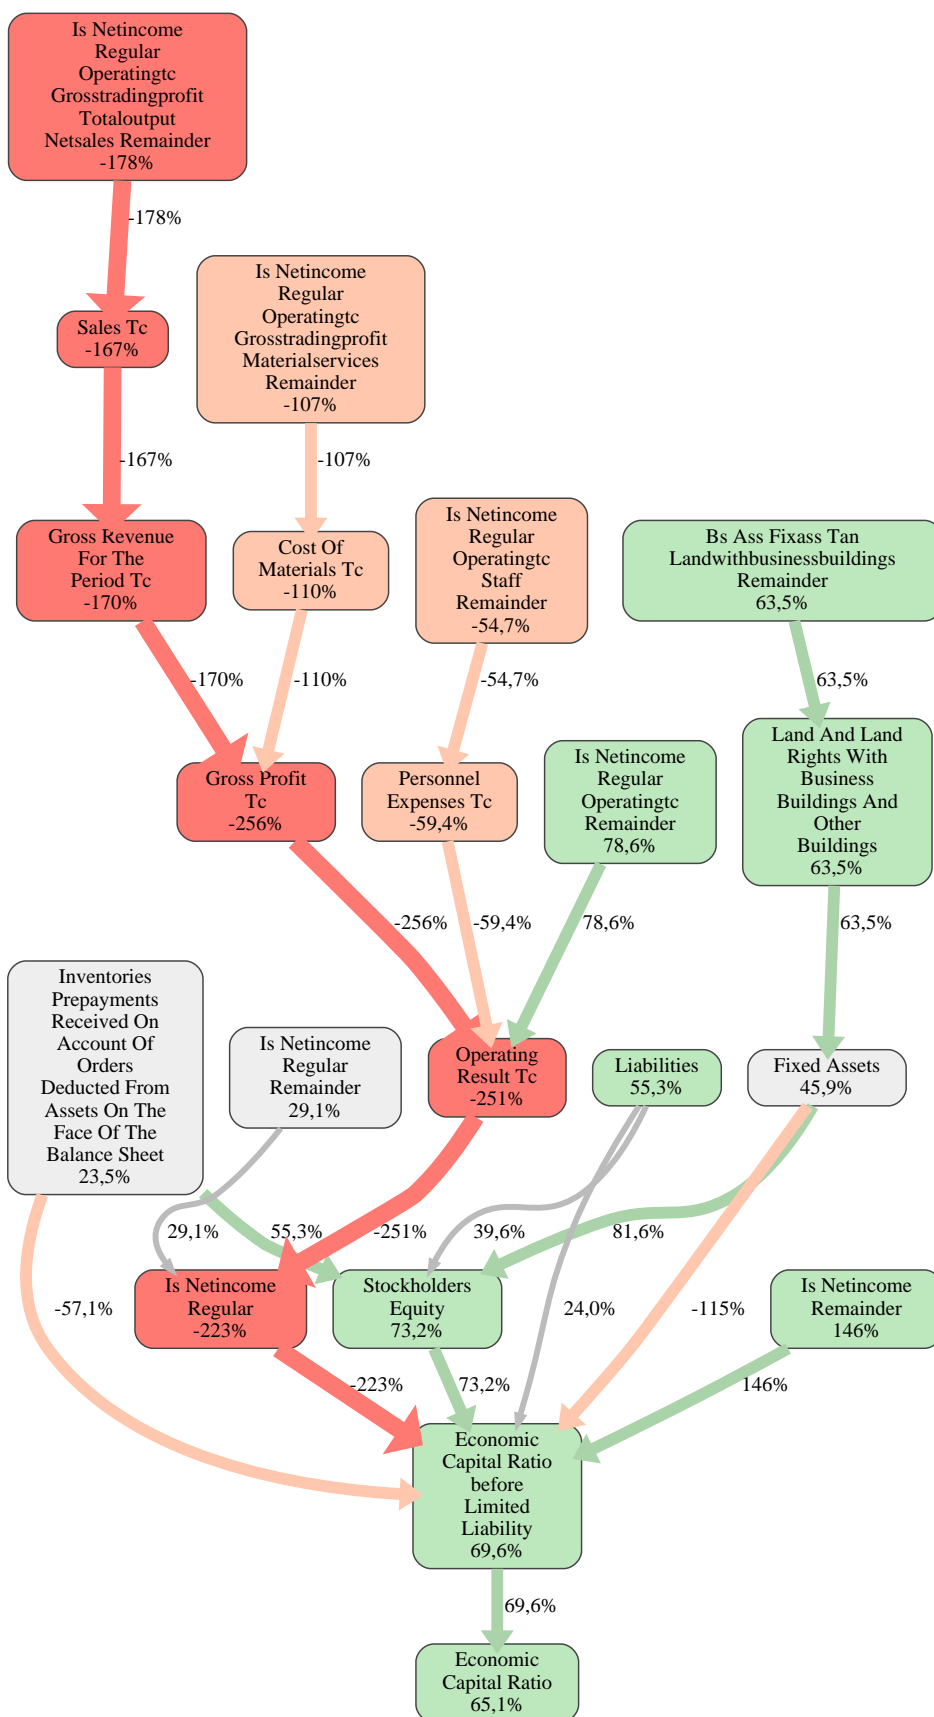 Is Netincome
Regular
Operatingtc
Grosstradingprofit
Totaloutput
Netsales Remainder
-178%
-178%
Is Netincome
Regular
Operatingtc
Grosstradingprofit
Materialservices
Remainder
-107%
Sales Tc
-167%
-167%
-107%
Is Netincome
Regular
Operatingtc
Staff
Remainder
-54,7%
Gross Revenue
For The
Period Tc
-170%
Cost Of
Materials Tc
-110%
Bs Ass Fixass Tan
Landwithbusinessbuildings
Remainder
63,5%
-170%
-110%
-54,7%
63,5%
Land And Land
Rights With
Business
Buildings And
Other
Buildings
63,5%
Gross Profit
Tc
-256%
Personnel
Expenses Tc
-59,4%
Is Netincome
Regular
Operatingtc
Remainder
78,6%
-256%
-59,4%
78,6%
63,5%
Inventories
Prepayments
Received On
Account Of
Orders
Deducted From
Assets On The
Face Of The
Balance Sheet
23,5%
Is Netincome
Regular
Remainder
29,1%
Operating
Result Tc
-251%
Liabilities
55,3%
Fixed Assets
45,9%
29,1%
55,3%
-251%
39,6%
81,6%
-57,1%
Is Netincome
Regular
-223%
Stockholders
Equity
73,2%
24,0%
-115%
Is Netincome
Remainder
146%
-223%
73,2%
146%
Economic
Capital Ratio
before
Limited
Liability
69,6%
69,6%
Economic
Capital Ratio
65,1%